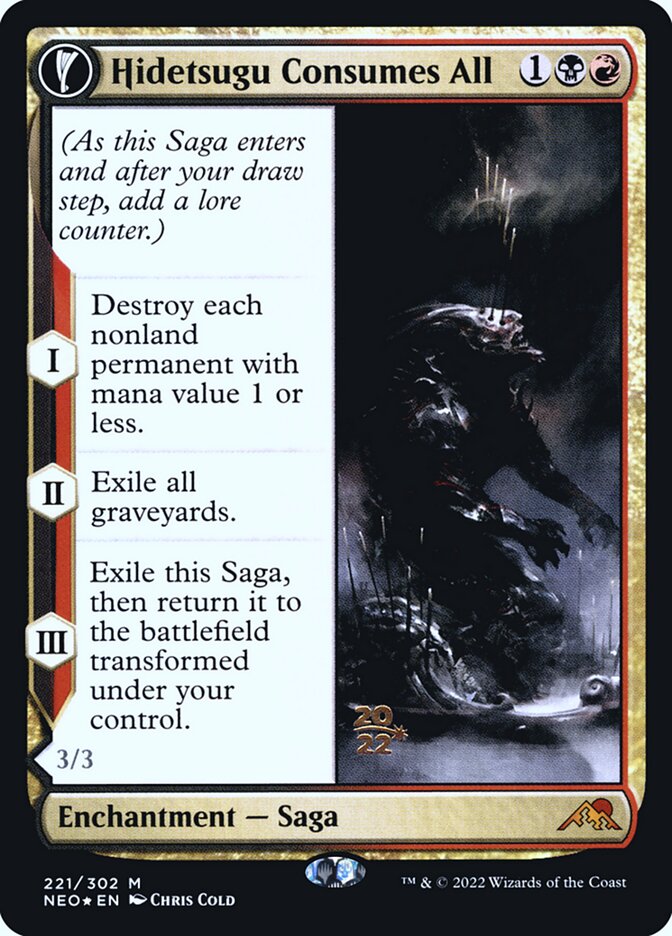 Hidetsugu Consumes All 1
(As this Saga enters
and after your draw
step, add a lore
counter.)
I
Destroy each
nonland
permanent with
mana value 1 or
less.
II
Exile all
graveyards.
III
Exile this Saga,
then return it to
the battlefield
transformed
under your
control.
3/3
20
22*
Enchantment — Saga
221/302 M
NEO★EN Chris Cold
™ & © 2022 Wizards of the Coast